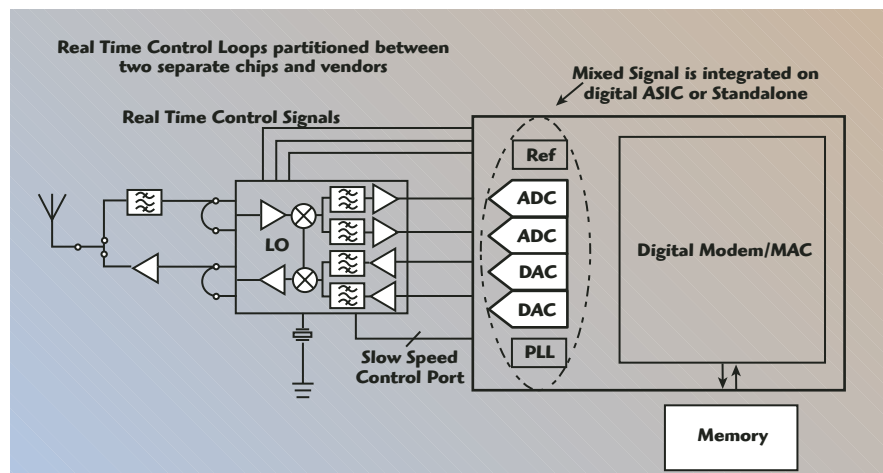 Real Time Control Loops partitioned between
two separate chips and vendors
Mixed Signal is integrated on
digital ASIC or Standalone
Real Time Control Signals
Ref
ADC
ADC
LO
Digital Modem/MAC
DAC
DAC
PLL
Slow Speed
Control Port
Memory